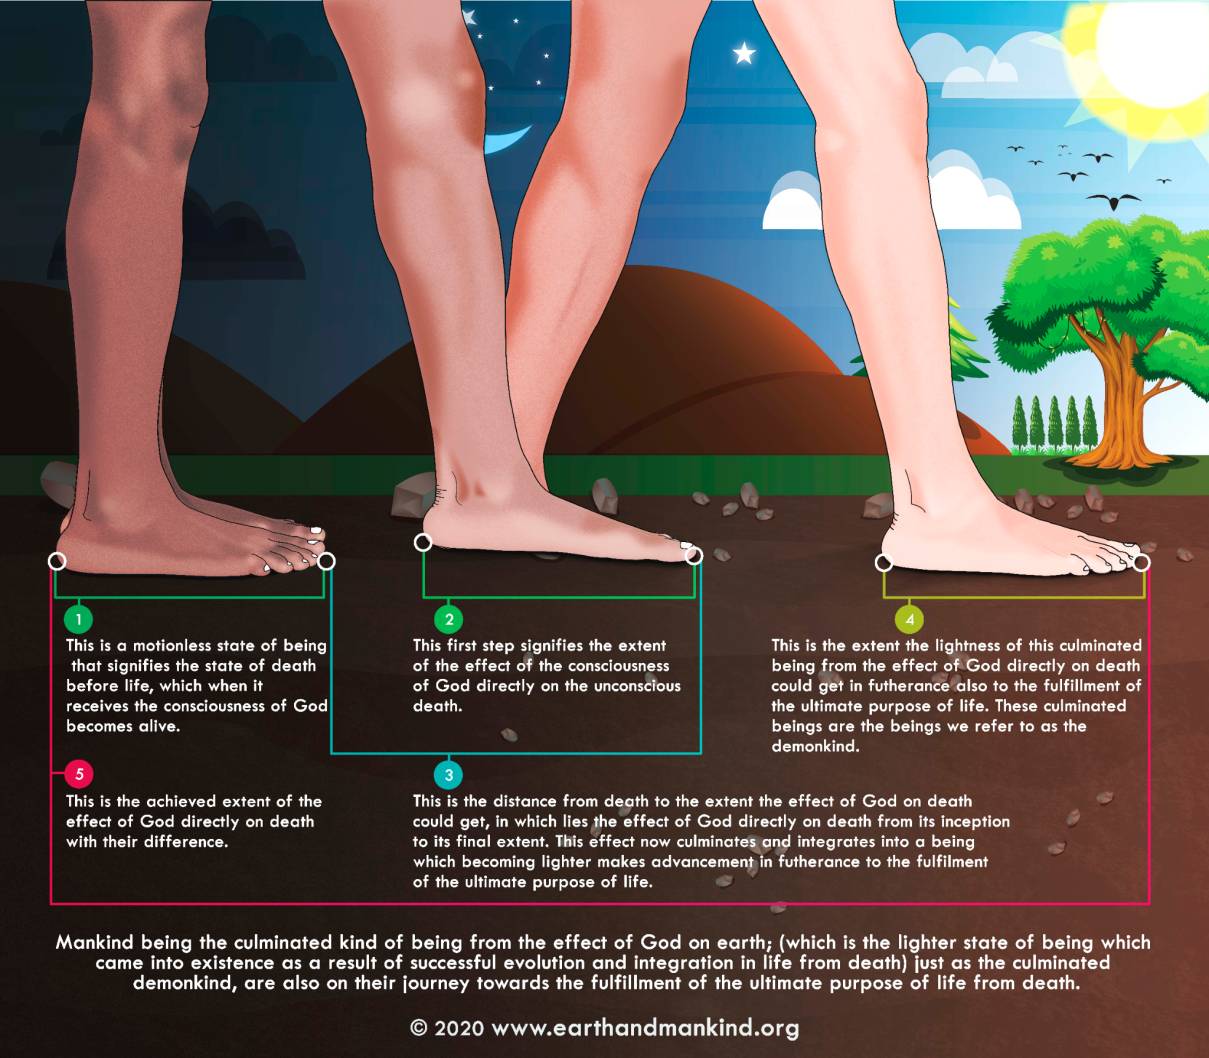 1
This is a motionless state of being
that signifies the state of death
before life, which when it
receives the consciousness of God
becomes alive.
2
This first step signifies the extent
of the effect of the consciousness
of God directly on the unconscious
death.
4
This is the extent the lightness of this culminated
being from the effect of God directly on death
could get in futherance also to the fulfillment of
the ultimate purpose of life. These culminated
beings are the beings we refer to as the
demonkind.
5
This is the achieved extent of the
effect of God directly on death
with their difference.
3
This is the distance from death to the extent the effect of God on death
could get, in which lies the effect of God directly on death from its inception
to its final extent. This effect now culminates and integrates into a being
which becoming lighter makes advancement in futherance to the fulfilment
of the ultimate purpose of life.
Mankind being the culminated kind of being from the effect of God on earth; (which is the lighter state of being which
came into existence as a result of successful evolution and integration in life from death) just as the culminated
demonkind, are also on their journey towards the fulfillment of the ultimate purpose of life from death.
© 2020 www.earthandmankind.org